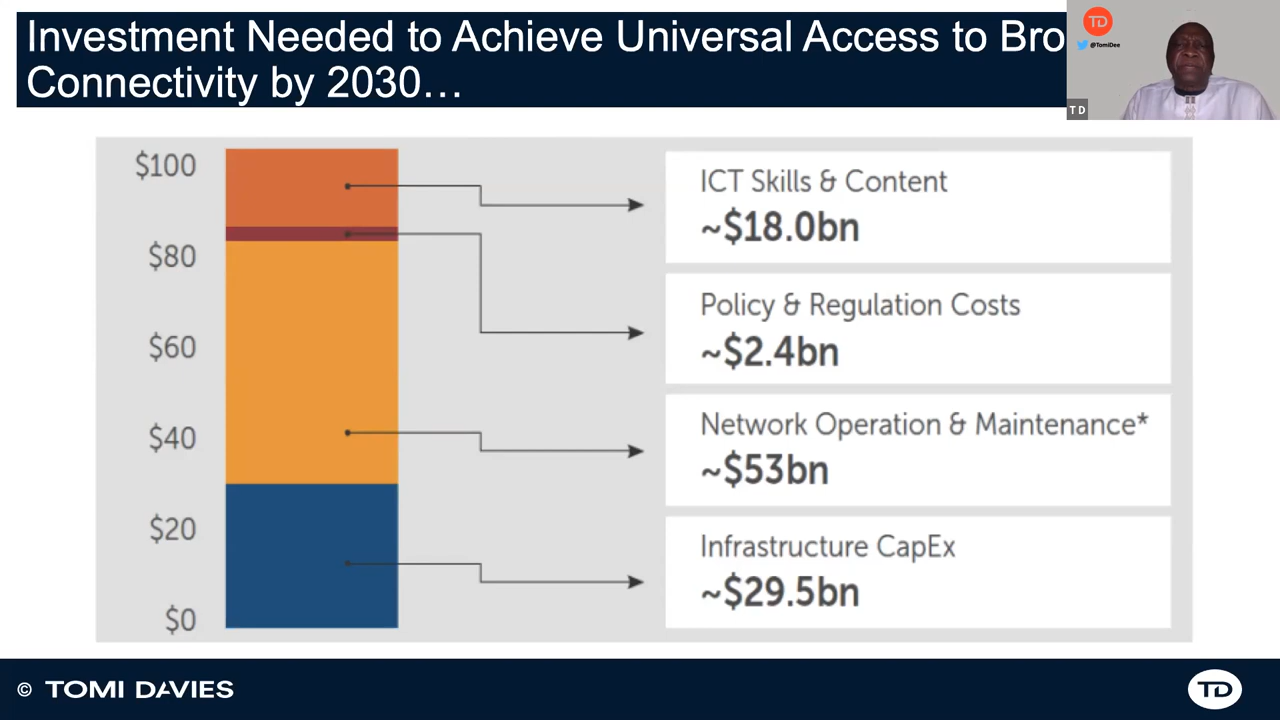 Investment Needed to Achieve Universal Access to Bro
Connectivity by 2030…
TD
@TomiDee
T D
$100
$80
$60
$40
$20
$0
ICT Skills & Content
~$18.0bn
Policy & Regulation Costs
~$2.4bn
Network Operation & Maintenance*
~$53bn
Infrastructure CapEx
~$29.5bn
© TOMI DAVIES
TD